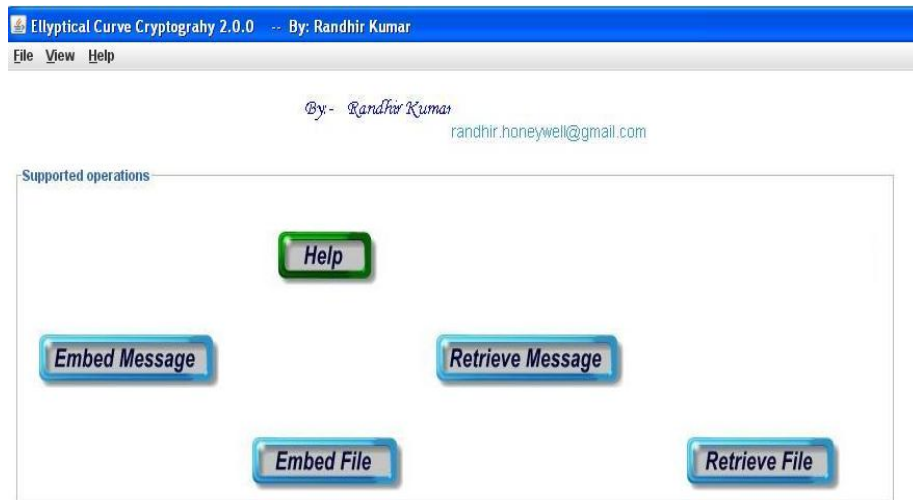 Ellyptical Curve Cryptograhy 2.0.0 -- By: Randhir Kumar
File View Help
By:- Randhir Kumar
randhir.honeywell@gmail.com
Supported operations
Help
Embed Message Retrieve Message
Embed File Retrieve File